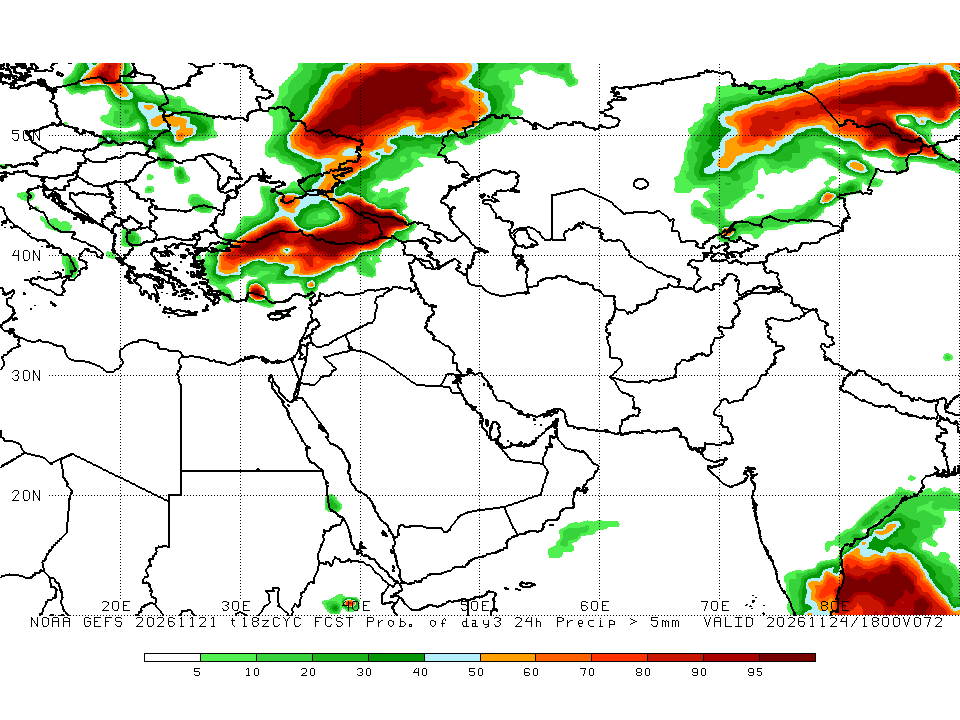 50N
40N
30N
20N
20E 30E 40E 50E 60E 70E 80E
NOAA GEFS 20261121 t18zCYC FCST Prob. of day3 24h Precip > 5mm VALID 20261124/1800V072
5 10 20 30 40 50 60 70 80 90 95